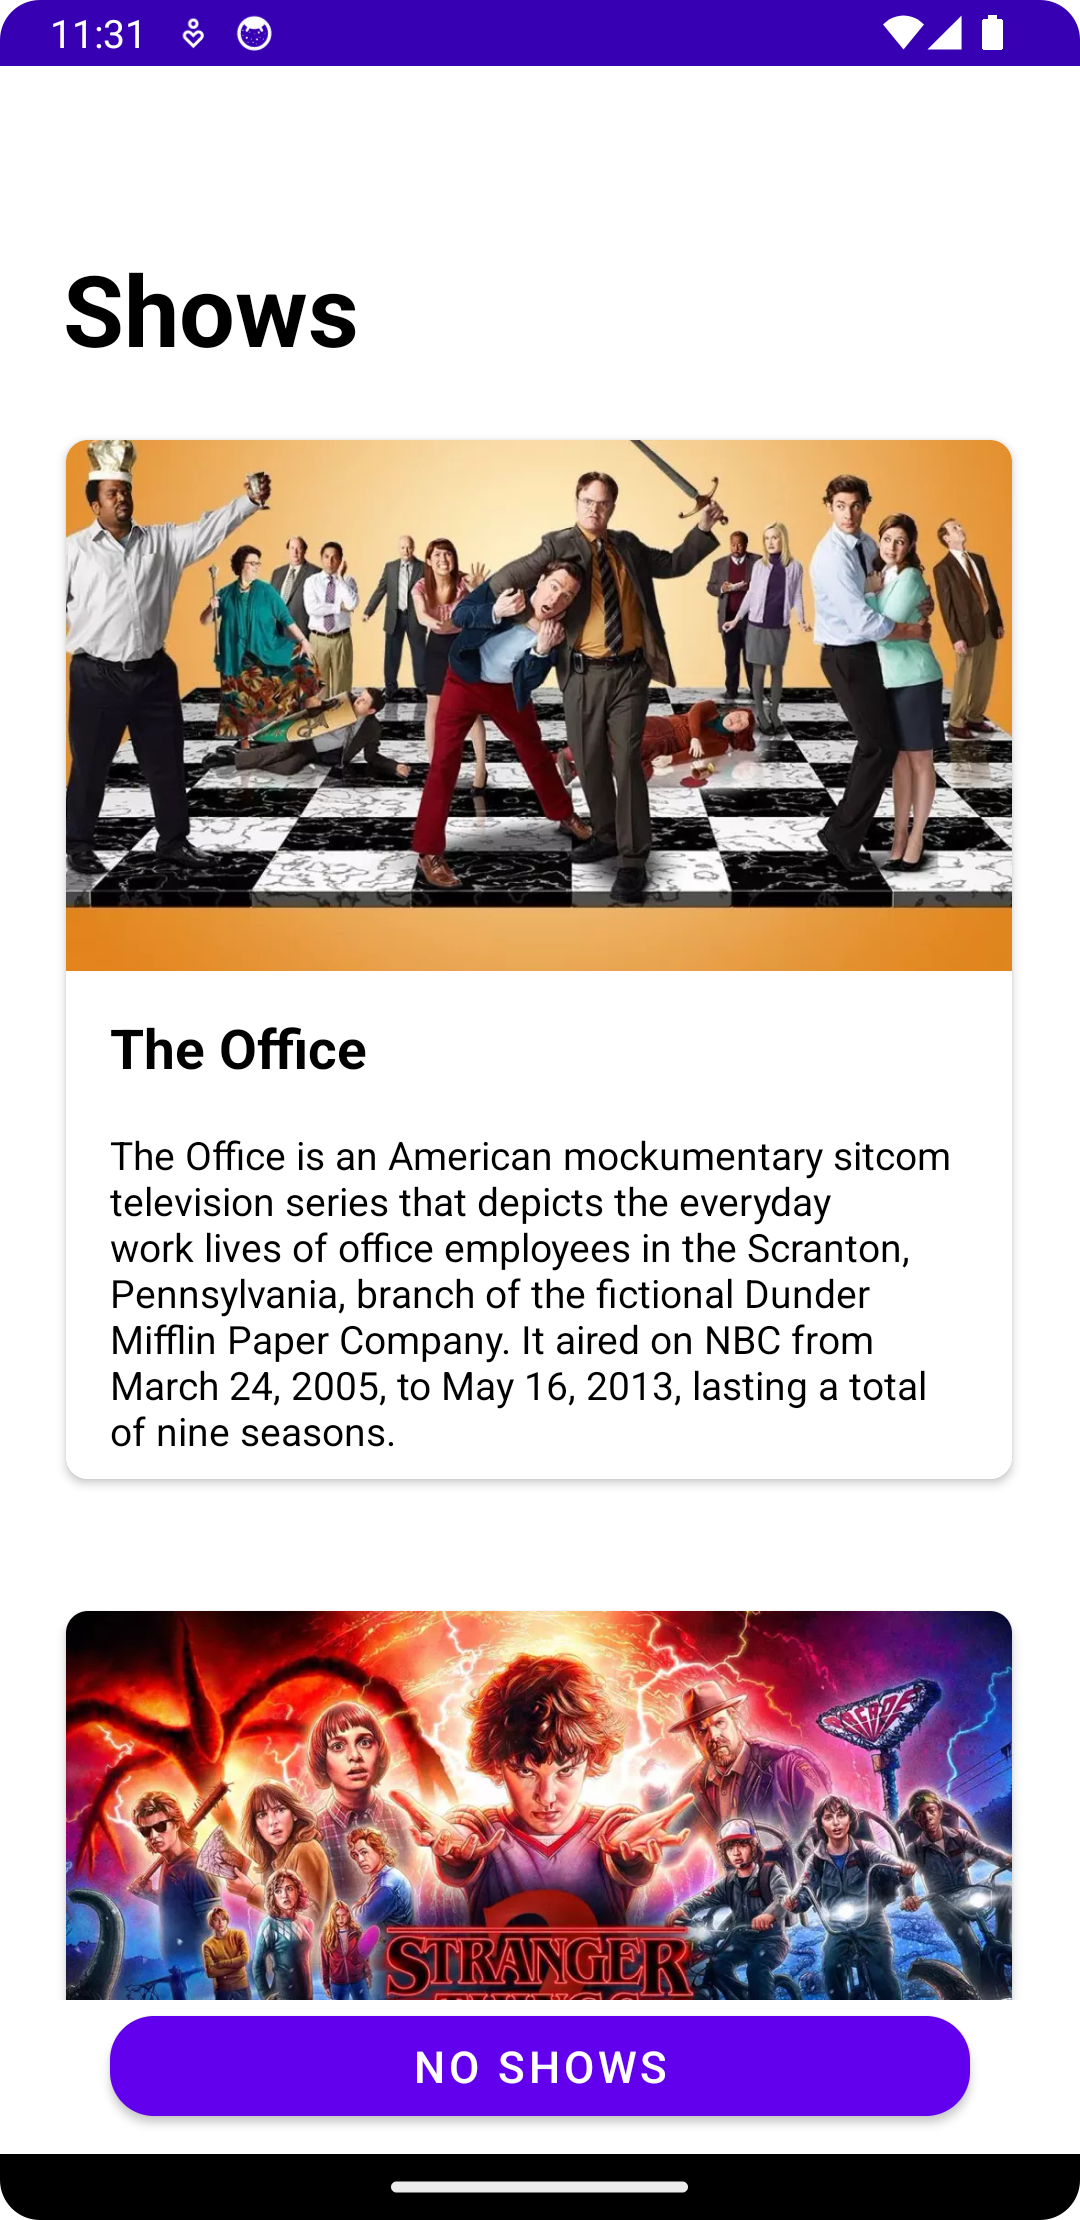 11:31
Shows
The Office
The Office is an American mockumentary sitcom
television series that depicts the everyday
work lives of office employees in the Scranton,
Pennsylvania, branch of the fictional Dunder
Mifflin Paper Company. It aired on NBC from
March 24, 2005, to May 16, 2013, lasting a total
of nine seasons.
STRANGER
NO SHOWS